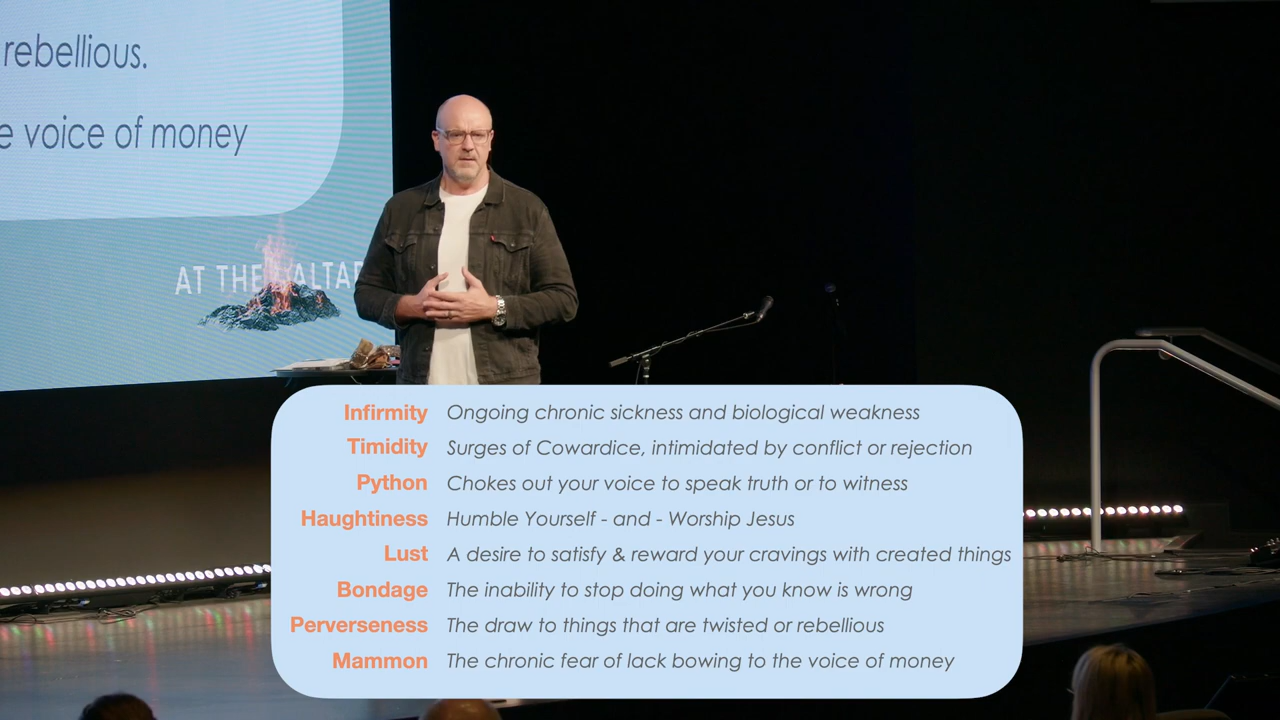 rebellious.
e voice of money
AT THE ALTAR
Infirmity Ongoing chronic sickness and biological weakness
Timidity Surges of Cowardice, intimidated by conflict or rejection
Python Chokes out your voice to speak truth or to witness
Haughtiness Humble Yourself - and - Worship Jesus
Lust A desire to satisfy & reward your cravings with created things
Bondage The inability to stop doing what you know is wrong
Perverseness The draw to things that are twisted or rebellious
Mammon The chronic fear of lack bowing to the voice of money